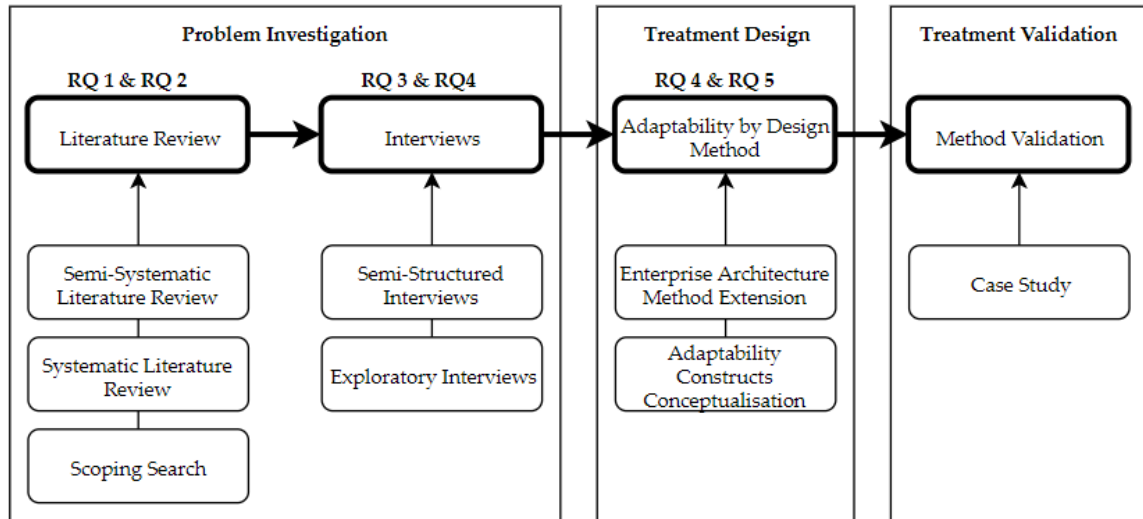 Problem Investigation
RQ 1 & RQ 2
Literature Review
Semi-Systematic
Literature Review
Systematic Literature
Review
Scoping Search
RQ 3 & RQ4
Interviews
Semi-Structured
Interviews
Exploratory Interviews
Treatment Design
RQ 4 & RQ 5
Adaptability by Design
Method
Enterprise Architecture
Method Extension
Adaptability
Constructs
Conceptualisation
Treatment Validation
Method Validation
Case Study